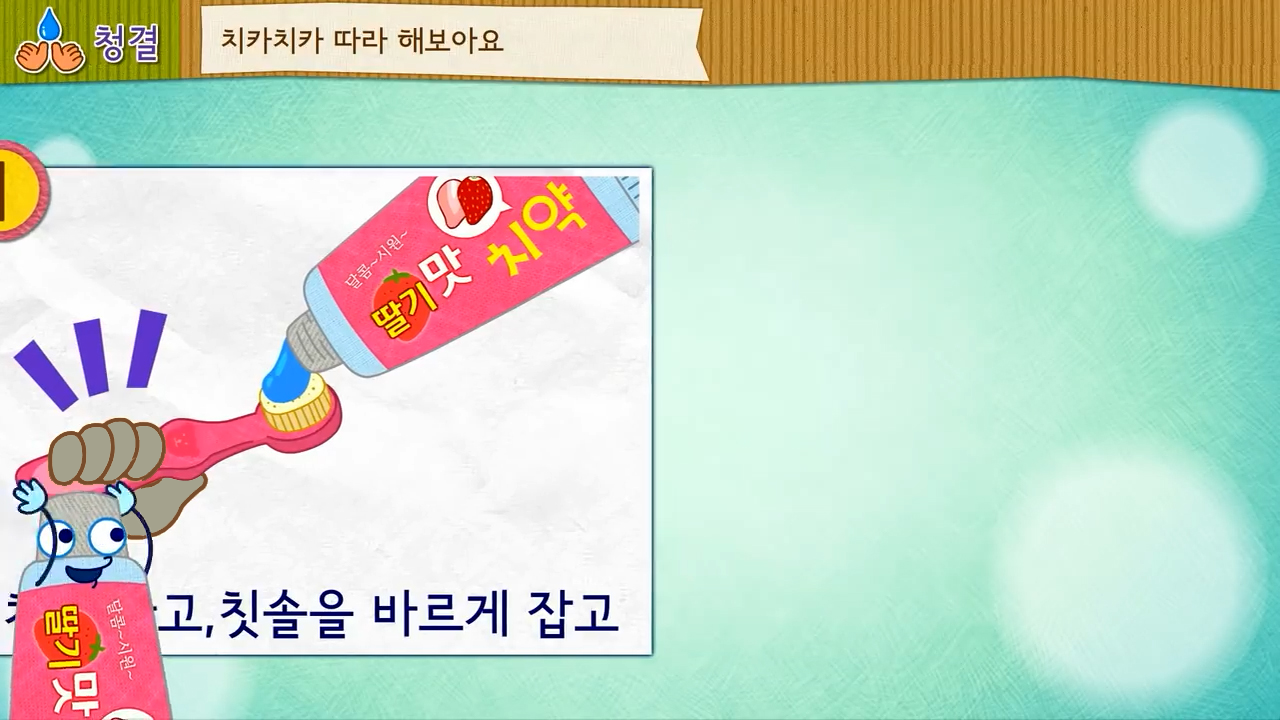 청결
치카치카 따라 해보아요
달콤~시원~
딸기맛
치약
고, 칫솔을 바르게 잡고
달콤~시원~
딸기맛